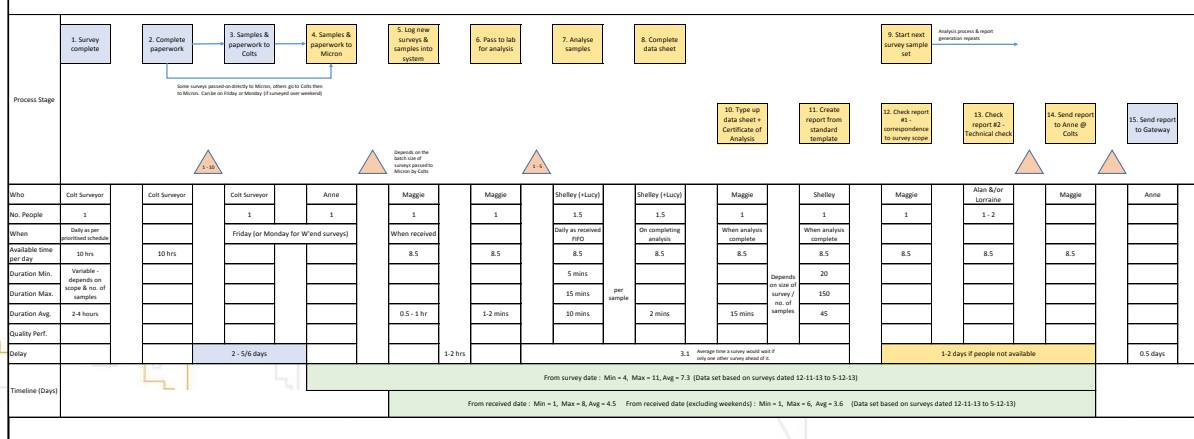 1. Survey
complete
2. Complete
paperwork
3. Samples &
paperwork to
Colts
4. Samples &
paperwork to
Micron
5. Log new
surveys &
samples into
system
6. Pass to lab
for analysis
7. Analyse
samples
8. Complete
data sheet
9. Start next
survey sample
set
Analysis process & report
generation repeats
Some surveys passed-on directly to Micron, others go to Colts then
to Micron. Can be on Friday or Monday (if surveyed over weekend)
Process Stage
10. Type up
data sheet +
Certificate of
Analysis
11. Create
report from
standard
template
12. Check report
#1 -
correspondence
to survey scope
13. Check
report #2 -
Technical check
14. Send report
to Anne @
Colts
15. Send report
to Gateway
1 - 10
Depends on the
batch size of
surveys passed to
Micron by Colts
1 - 5
Who
Colt Surveyor
Colt Surveyor
Colt Surveyor
Anne
Maggie
Maggie
Shelley (+Lucy)
Shelley (+Lucy)
Maggie
Shelley
Maggie
Alan &/or
Lorraine
Maggie
Anne
No. People
1
1
1
1
1
1.5
1.5
1
1
1
1 - 2
When
Daily as per
prioritised schedule
Friday (or Monday for W'end surveys)
When received
Daily as received
FIFO
On completing
analysis
When analysis
complete
When analysis
complete
Available time
per day
10 hrs
10 hrs
8.5
8.5
8.5
8.5
8.5
8.5
8.5
8.5
8.5
Duration Min.
Variable -
depends on
scope & no. of
samples
5 mins
20
Duration Max.
15 mins
per
sample
Depends
on size of
survey /
no. of
samples
150
Duration Avg.
2-4 hours
0.5 - 1 hr
1-2 mins
10 mins
2 mins
15 mins
45
Quality Perf.
Delay
2 - 5/6 days
1-2 hrs
3.1
Average time a survey would wait if
only one other survey ahead of it.
1-2 days if people not available
0.5 days
Timeline (Days)
From survey date : Min = 4, Max = 11, Avg = 7.3 (Data set based on surveys dated 12-11-13 to 5-12-13)
From received date : Min = 1, Max = 8, Avg = 4.5 From received date (excluding weekends) : Min = 1, Max = 6, Avg = 3.6 (Data set based on surveys dated 12-11-13 to 5-12-13)